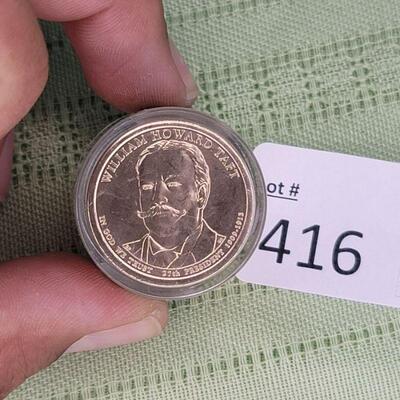 WILLIAM HOWARD TAFT
IN GOD WE TRUST 27th PRESIDENT 1909-1913
ot #
416